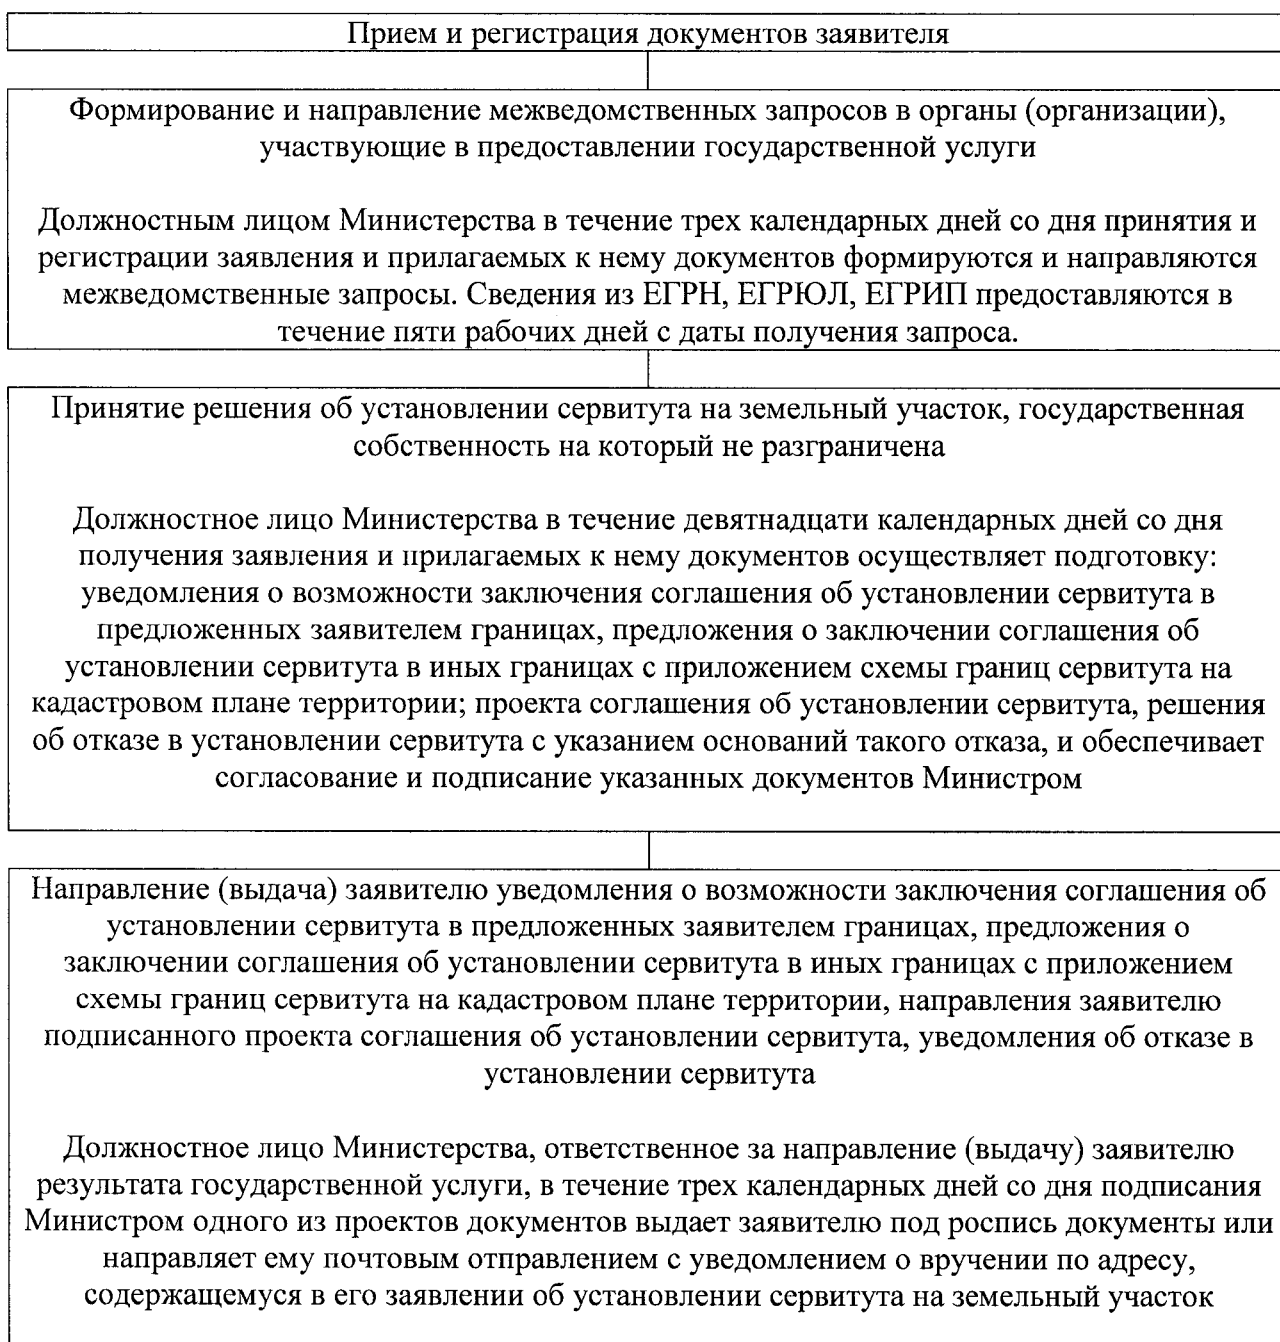 Прием и регистрация документов заявителя
Формирование и направление межведомственных запросов в органы (организации),
участвующие в предоставлении государственной услуги
Должностным лицом Министерства в течение трех календарных дней со дня принятия и
регистрации заявления и прилагаемых к нему документов формируются и направляются
межведомственные запросы. Сведения из ЕГРН, ЕГРЮЛ, ЕГРИП предоставляются в
течение пяти рабочих дней с даты получения запроса.
Принятие решения об установлении сервитута на земельный участок, государственная
собственность на который не разграничена
Должностное лицо Министерства в течение девятнадцати календарных дней со дня
получения заявления и прилагаемых к нему документов осуществляет подготовку:
уведомления о возможности заключения соглашения об установлении сервитута в
предложенных заявителем границах, предложения о заключении соглашения об
установлении сервитута в иных границах с приложением схемы границ сервитута на
кадастровом плане территории; проекта соглашения об установлении сервитута, решения
об отказе в установлении сервитута с указанием оснований такого отказа, и обеспечивает
согласование и подписание указанных документов Министром
Направление (выдача) заявителю уведомления о возможности заключения соглашения об
установлении сервитута в предложенных заявителем границах, предложения о
заключении соглашения об установлении сервитута в иных границах с приложением
схемы границ сервитута на кадастровом плане территории, направления заявителю
подписанного проекта соглашения об установлении сервитута, уведомления об отказе в
установлении сервитута
Должностное лицо Министерства, ответственное за направление (выдачу) заявителю
результата государственной услуги, в течение трех календарных дней со дня подписания
Министром одного из проектов документов выдает заявителю под роспись документы или
направляет ему почтовым отправлением с уведомлением о вручении по адресу,
содержащемуся в его заявлении об установлении сервитута на земельный участок